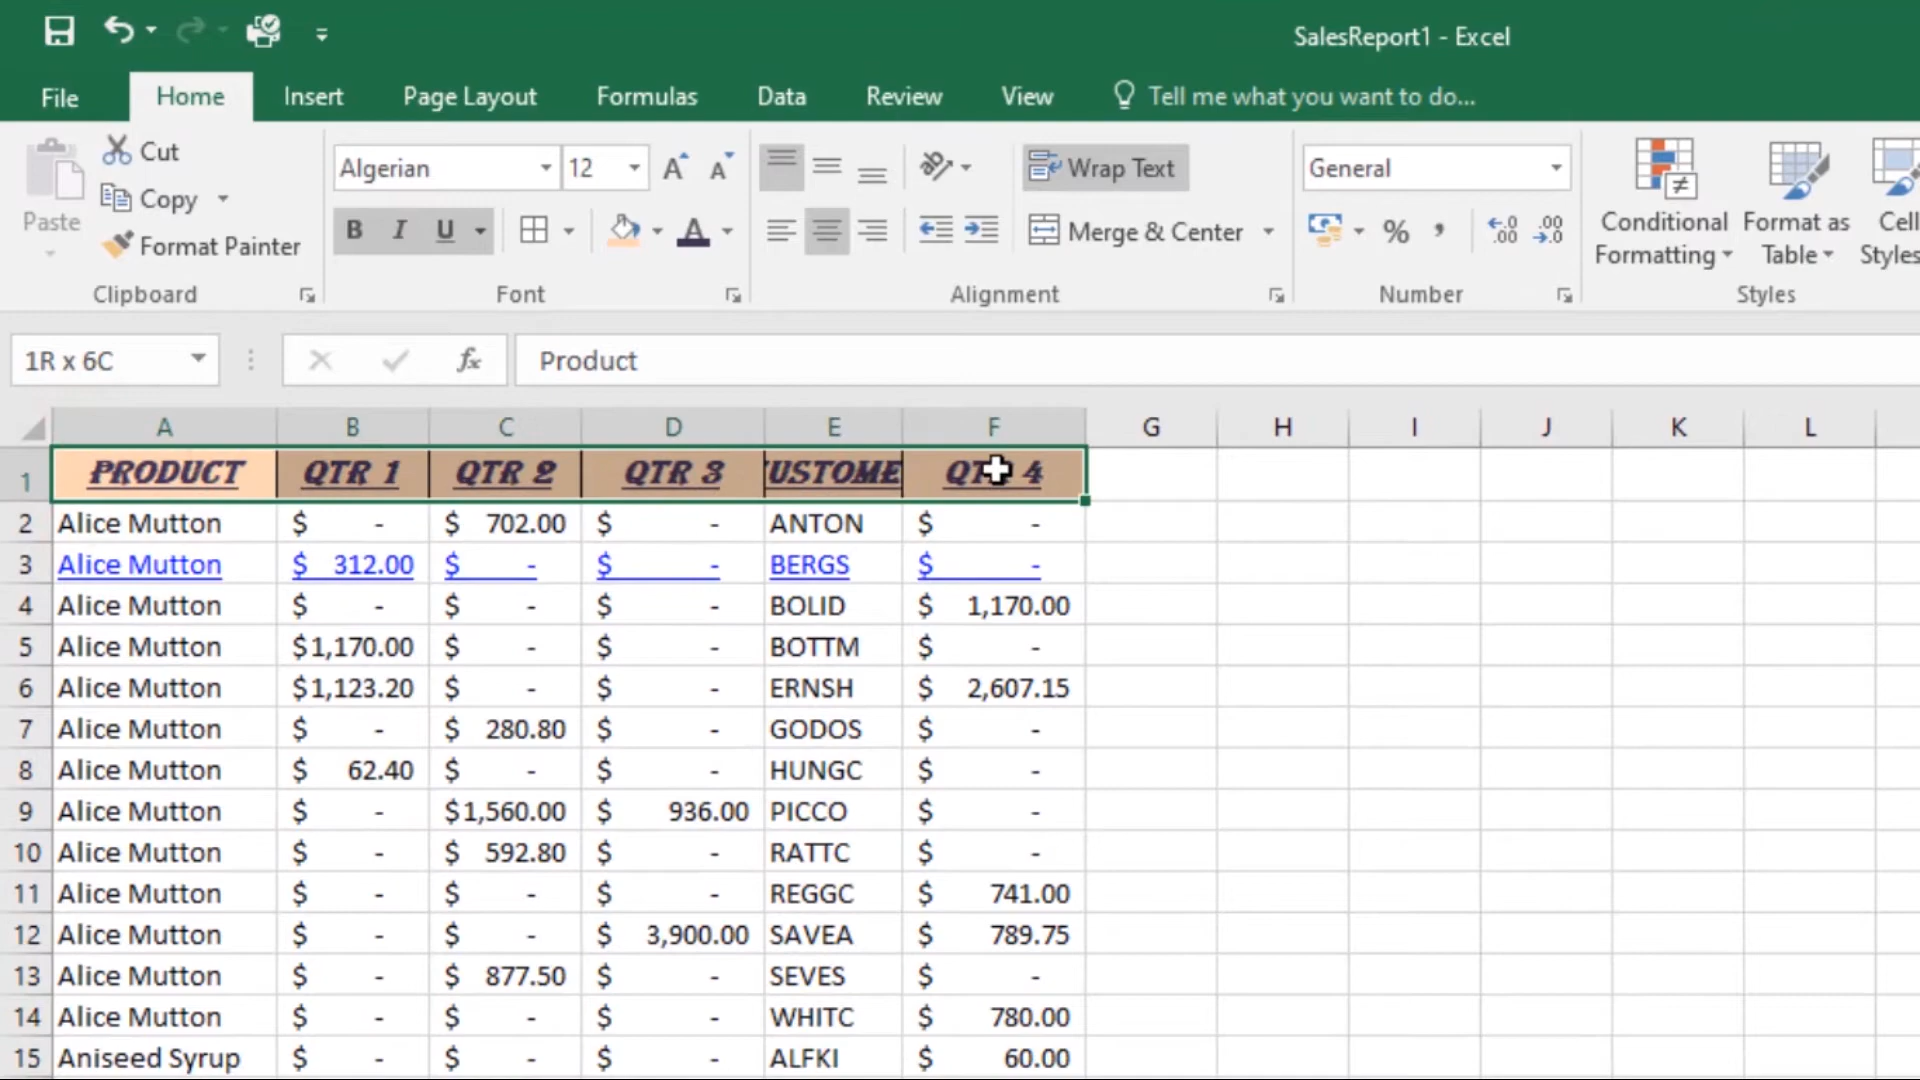 SalesReport1 - Excel
File Home Insert Page Layout Formulas Data Review View Tell me what you want to do...
Paste
Cut
Copy
Format Painter
Clipboard
Algerian 12
B I U
Font
Wrap Text
Merge & Center
Alignment
General
% , .00
Number
Conditional Formatting
Format as Table
Cell Styles
Styles
1R x 6C fx Product
A B C D E F G H I J K L
1 PRODUCT QTR 1 QTR 2 QTR 3 USTOME QTR 4
2 Alice Mutton $ - $ 702.00 $ - ANTON $ -
3 Alice Mutton $ 312.00 $ - $ - BERGS $ -
4 Alice Mutton $ - $ - $ - BOLID $ 1,170.00
5 Alice Mutton $1,170.00 $ - $ - BOTTM $ -
6 Alice Mutton $1,123.20 $ - $ - ERNSH $ 2,607.15
7 Alice Mutton $ - $ 280.80 $ - GODOS $ -
8 Alice Mutton $ 62.40 $ - $ - HUNGC $ -
9 Alice Mutton $ - $1,560.00 $ 936.00 PICCO $ -
10 Alice Mutton $ - $ 592.80 $ - RATTC $ -
11 Alice Mutton $ - $ - $ - REGGC $ 741.00
12 Alice Mutton $ - $ - $ 3,900.00 SAVEA $ 789.75
13 Alice Mutton $ - $ 877.50 $ - SEVES $ -
14 Alice Mutton $ - $ - $ - WHITC $ 780.00
15 Aniseed Syrup $ - $ - $ - ALFKI $ 60.00